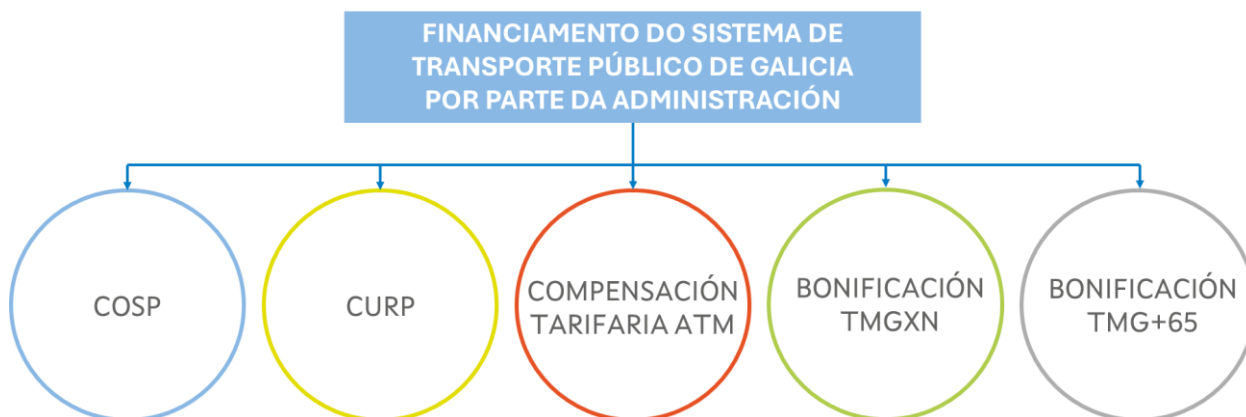 FINANCIAMENTO DO SISTEMA DE
TRANSPORTE PÚBLICO DE GALICIA
POR PARTE DA ADMINISTRACIÓN
COSP
CURP
COMPENSACIÓN
TARIFARIA ATM
BONIFICACIÓN
TMGXN
BONIFICACIÓN
TMG+65